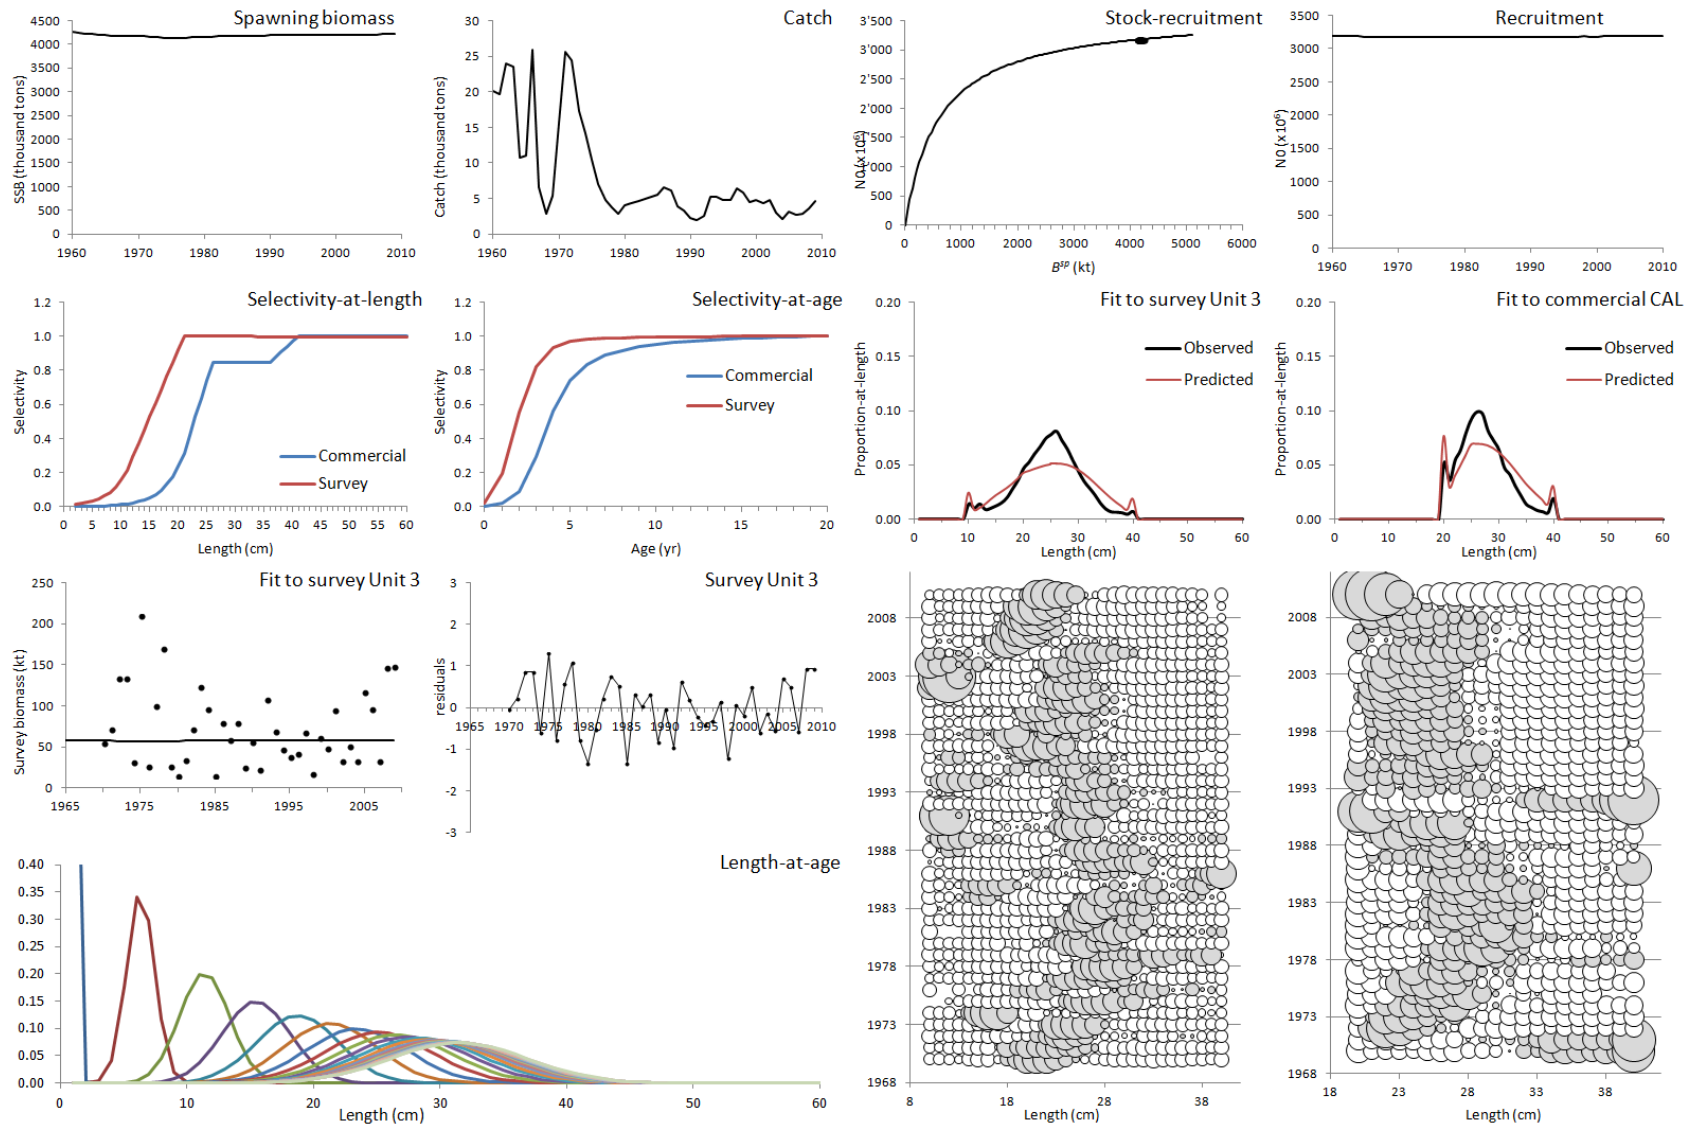 Spawning biomass
SSB (thousand tons)
4500
4000
3500
3000
2500
2000
1500
1000
500
0
1960 1970 1980 1990 2000 2010
Catch
Catch (thousand tons)
30
25
20
15
10
5
0
1960 1970 1980 1990 2000 2010
Stock-recruitment
N0 (x10⁶)
3'500
3'000
2'500
2'000
1'500
1'000
500
0
0 1000 2000 3000 4000 5000 6000
Bˢᵖ (kt)
Recruitment
N0 (x10⁶)
3500
3000
2500
2000
1500
1000
500
0
1960 1970 1980 1990 2000 2010
Selectivity-at-length
Selectivity
1.2
1.0
0.8
0.6
0.4
0.2
0.0
Commercial
Survey
0 5 10 15 20 25 30 35 40 45 50 55 60
Length (cm)
Selectivity-at-age
Selectivity
1.2
1.0
0.8
0.6
0.4
0.2
0.0
Commercial
Survey
0 5 10 15 20
Age (yr)
Fit to survey Unit 3
Proportion-at-length
0.20
0.15
0.10
0.05
0.00
Observed
Predicted
0 10 20 30 40 50 60
Length (cm)
Fit to commercial CAL
Proportion-at-length
0.20
0.15
0.10
0.05
0.00
Observed
Predicted
0 10 20 30 40 50 60
Length (cm)
Fit to survey Unit 3
Survey biomass (kt)
250
200
150
100
50
0
1965 1975 1985 1995 2005
Survey Unit 3
residuals
3
2
1
0
-1
-2
-3
1965 1970 1975 1980 1985 1990 1995 2000 2005 2010
2008
2003
1998
1993
1988
1983
1978
1973
1968
8 18 28 38
Length (cm)
2008
2003
1998
1993
1988
1983
1978
1973
1968
18 23 28 33 38
Length (cm)
Length-at-age
0.40
0.35
0.30
0.25
0.20
0.15
0.10
0.05
0.00
0 10 20 30 40 50 60
Length (cm)